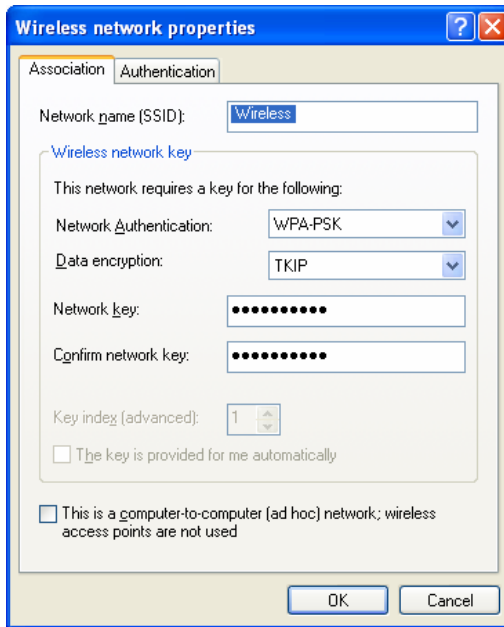 Wireless network properties
Association
Authentication
Network name (SSID):
Wireless
Wireless network key
This network requires a key for the following:
Network Authentication:
WPA-PSK
Data encryption:
TKIP
Network key:
••••••••••
Confirm network key:
••••••••••
Key index (advanced):
1
The key is provided for me automatically
This is a computer-to-computer (ad hoc) network; wireless
access points are not used
OK
Cancel